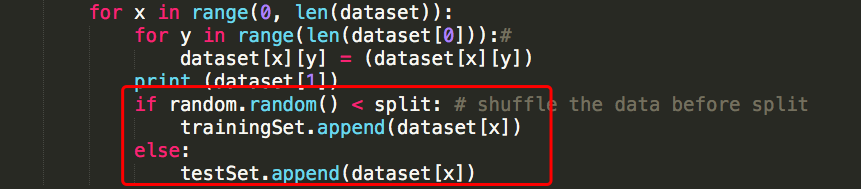 for x in range(0, len(dataset)):
for y in range(len(dataset[0])):#
dataset[x][y] = (dataset[x][y])
print (dataset[1])
if random.random() < split: # shuffle the data before split
trainingSet.append(dataset[x])
else:
testSet.append(dataset[x])